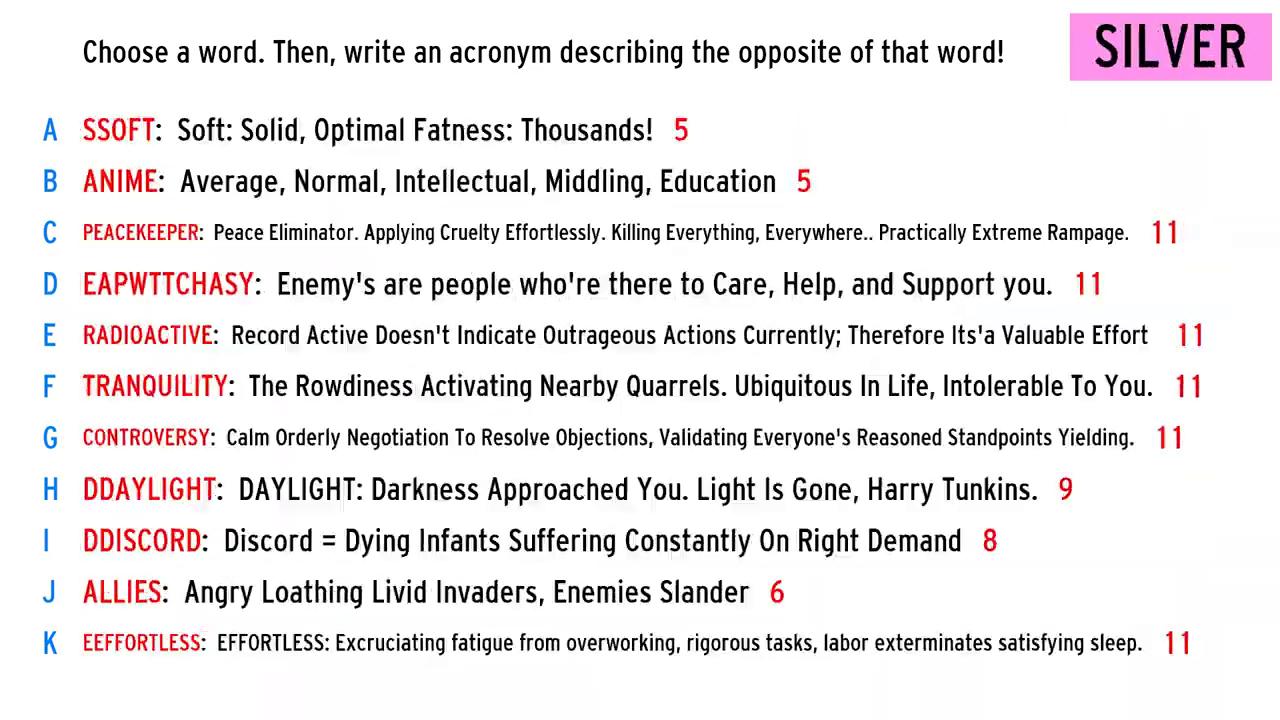 Choose a word. Then, write an acronym describing the opposite of that word!
SILVER
A SSOFT: Soft: Solid, Optimal Fatness: Thousands! 5
B ANIME: Average, Normal, Intellectual, Middling, Education 5
C PEACEKEEPER: Peace Eliminator. Applying Cruelty Effortlessly. Killing Everything, Everywhere.. Practically Extreme Rampage. 11
D EAPWTTCHASY: Enemy's are people who're there to Care, Help, and Support you. 11
E RADIOACTIVE: Record Active Doesn't Indicate Outrageous Actions Currently; Therefore Its'a Valuable Effort 11
F TRANQUILITY: The Rowdiness Activating Nearby Quarrels. Ubiquitous In Life, Intolerable To You. 11
G CONTROVERSY: Calm Orderly Negotiation To Resolve Objections, Validating Everyone's Reasoned Standpoints Yielding. 11
H DDAYLIGHT: DAYLIGHT: Darkness Approached You. Light Is Gone, Harry Tunkins. 9
I DDISCORD: Discord = Dying Infants Suffering Constantly On Right Demand 8
J ALLIES: Angry Loathing Livid Invaders, Enemies Slander 6
K EEFFORTLESS: EFFORTLESS: Excruciating fatigue from overworking, rigorous tasks, labor exterminates satisfying sleep. 11